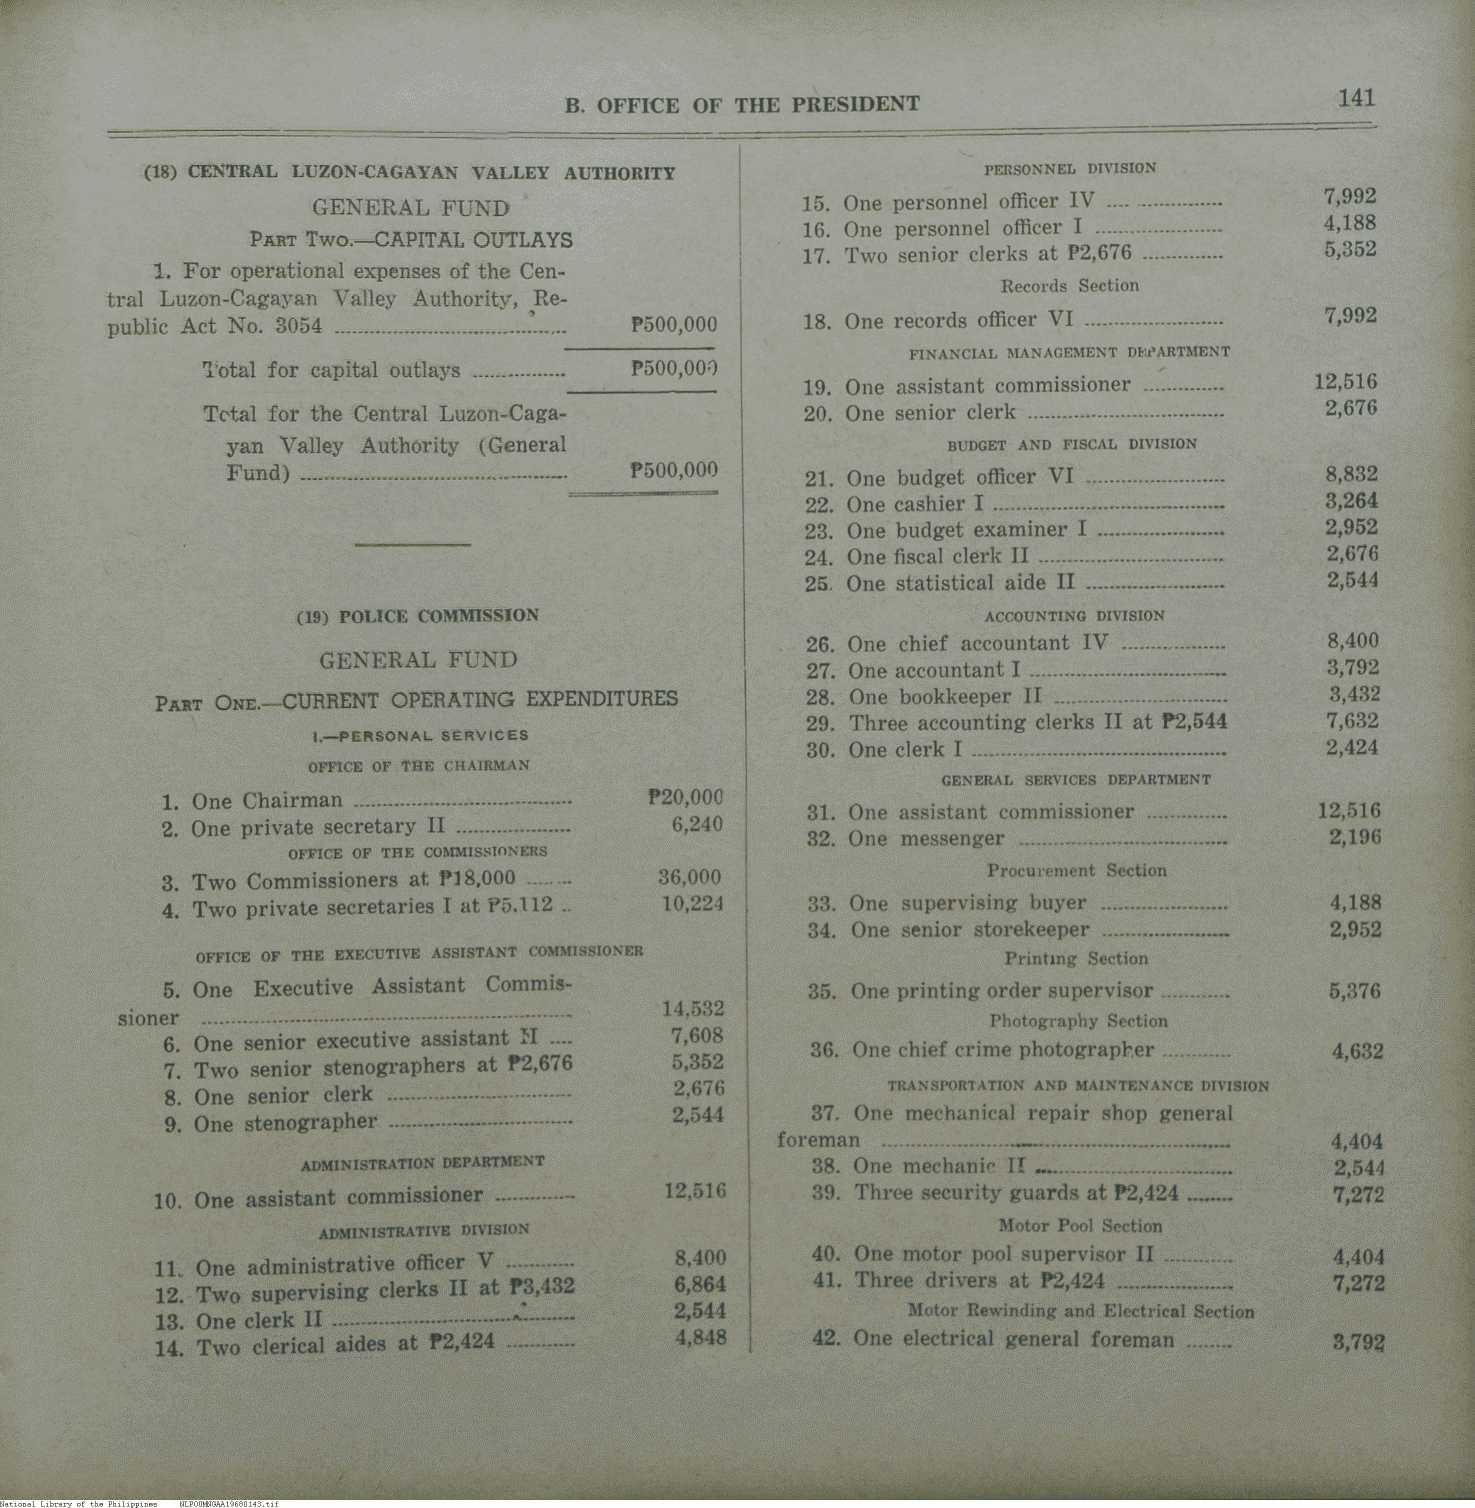 B. OFFICE OF THE PRESIDENT 141
(18) CENTRAL LUZON-CAGAYAN VALLEY AUTHORITY
GENERAL FUND
PART TWO.—CAPITAL OUTLAYS
1. For operational expenses of the Cen-
tral Luzon-Cagayan Valley Authority, Re-
public Act No. 3054 ........ ₱500,000
Total for capital outlays ........ ₱500,000
Total for the Central Luzon-Caga-
yan Valley Authority (General
Fund) ........ ₱500,000
(19) POLICE COMMISSION
GENERAL FUND
PART ONE.—CURRENT OPERATING EXPENDITURES
I.—PERSONAL SERVICES
OFFICE OF THE CHAIRMAN
1. One Chairman ........ ₱20,000
2. One private secretary II ........ 6,240
OFFICE OF THE COMMISSIONERS
3. Two Commissioners at ₱18,000 ........ 36,000
4. Two private secretaries I at ₱5,112 .. 10,224
OFFICE OF THE EXECUTIVE ASSISTANT COMMISSIONER
5. One Executive Assistant Commis-
sioner ........ 14,532
6. One senior executive assistant II .... 7,608
7. Two senior stenographers at ₱2,676 5,352
8. One senior clerk ........ 2,676
9. One stenographer ........ 2,544
ADMINISTRATION DEPARTMENT
10. One assistant commissioner ........ 12,516
ADMINISTRATIVE DIVISION
11. One administrative officer V ........ 8,400
12. Two supervising clerks II at ₱3,432 6,864
13. One clerk II ........ 2,544
14. Two clerical aides at ₱2,424 ........ 4,848
PERSONNEL DIVISION
15. One personnel officer IV ........ 7,992
16. One personnel officer I ........ 4,188
17. Two senior clerks at ₱2,676 ........ 5,352
Records Section
18. One records officer VI ........ 7,992
FINANCIAL MANAGEMENT DEPARTMENT
19. One assistant commissioner ........ 12,516
20. One senior clerk ........ 2,676
BUDGET AND FISCAL DIVISION
21. One budget officer VI ........ 8,832
22. One cashier I ........ 3,264
23. One budget examiner I ........ 2,952
24. One fiscal clerk II ........ 2,676
25. One statistical aide II ........ 2,544
ACCOUNTING DIVISION
26. One chief accountant IV ........ 8,400
27. One accountant I ........ 3,792
28. One bookkeeper II ........ 3,432
29. Three accounting clerks II at ₱2,544 7,632
30. One clerk I ........ 2,424
GENERAL SERVICES DEPARTMENT
31. One assistant commissioner ........ 12,516
32. One messenger ........ 2,196
Procurement Section
33. One supervising buyer ........ 4,188
34. One senior storekeeper ........ 2,952
Printing Section
35. One printing order supervisor ........ 5,376
Photography Section
36. One chief crime photographer ........ 4,632
TRANSPORTATION AND MAINTENANCE DIVISION
37. One mechanical repair shop general
foreman ........ 4,404
38. One mechanic II ........ 2,544
39. Three security guards at ₱2,424 ........ 7,272
Motor Pool Section
40. One motor pool supervisor II ........ 4,404
41. Three drivers at ₱2,424 ........ 7,272
Motor Rewinding and Electrical Section
42. One electrical general foreman ........ 3,792
National Library of the Philippines NLPO0MNGAA19680143.tif